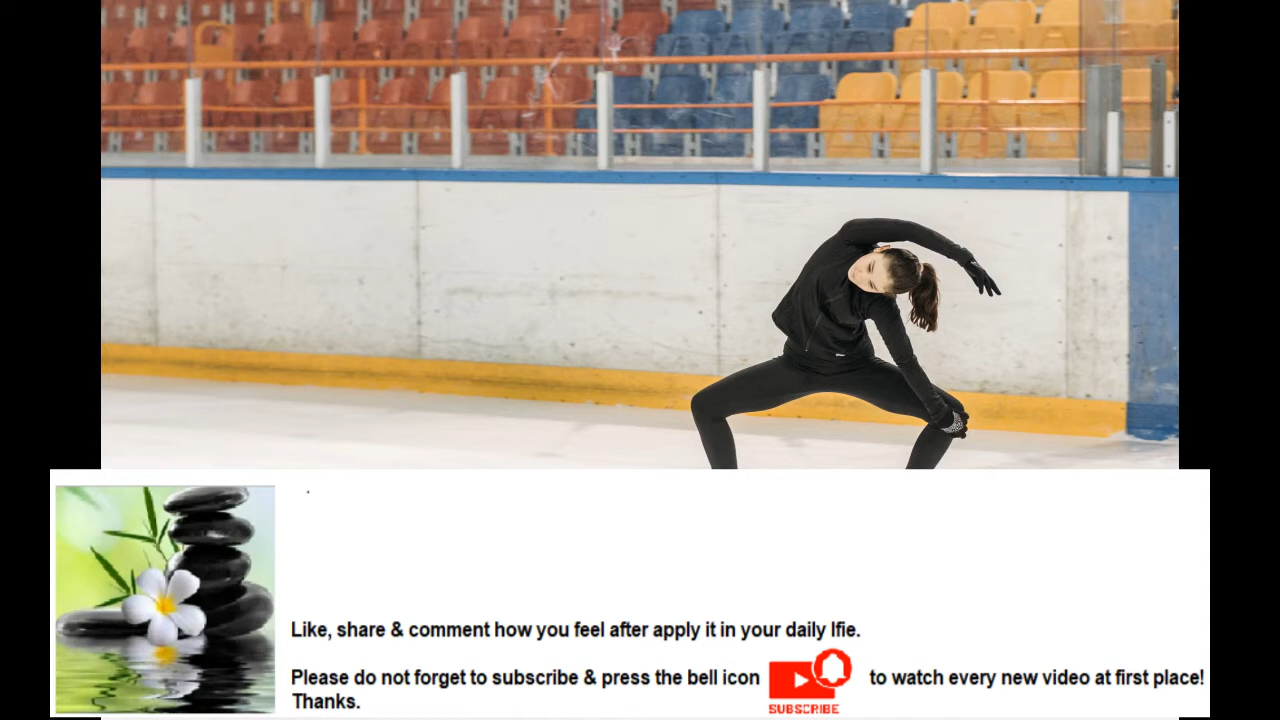 Like, share & comment how you feel after apply it in your daily lfie.
Please do not forget to subscribe & press the bell icon SUBSCRIBE to watch every new video at first place!
Thanks.